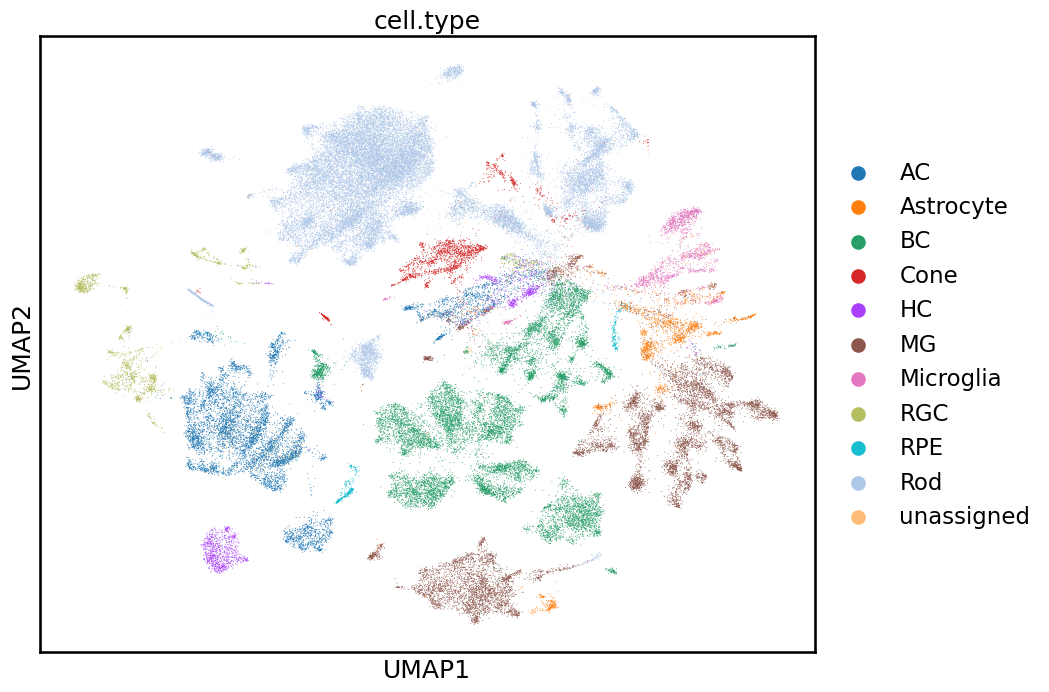 cell.type
UMAP2
UMAP1
AC
Astrocyte
BC
Cone
HC
MG
Microglia
RGC
RPE
Rod
unassigned